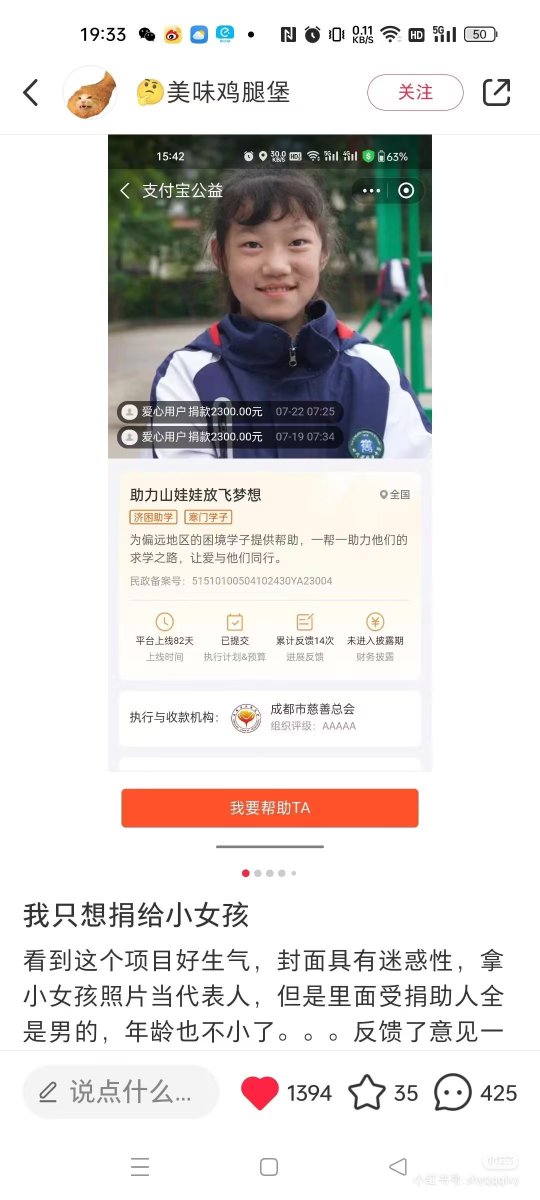 19:33
0.11 KB/S
HD
5G
50
🤔美味鸡腿堡
关注
15:42
30.0 KB/S
HD
63%
支付宝公益
爱心用户 捐款2300.00元 07-22 07:25
爱心用户 捐款2300.00元 07-19 07:34
助力山娃娃放飞梦想
全国
济困助学 寒门学子
为偏远地区的困境学子提供帮助，一帮一助力他们的
求学之路，让爱与他们同行。
民政备案号：51510100504102430YA23004
平台上线82天 已提交 累计反馈14次 未进入披露期
上线时间 执行计划&预算 进展反馈 财务披露
执行与收款机构：
成都市慈善总会
组织评级：AAAAA
我要帮助TA
我只想捐给小女孩
看到这个项目好生气，封面具有迷惑性，拿
小女孩照片当代表人，但是里面受捐助人全
是男的，年龄也不小了。。。反馈了意见一
说点什么...
1394
35
425